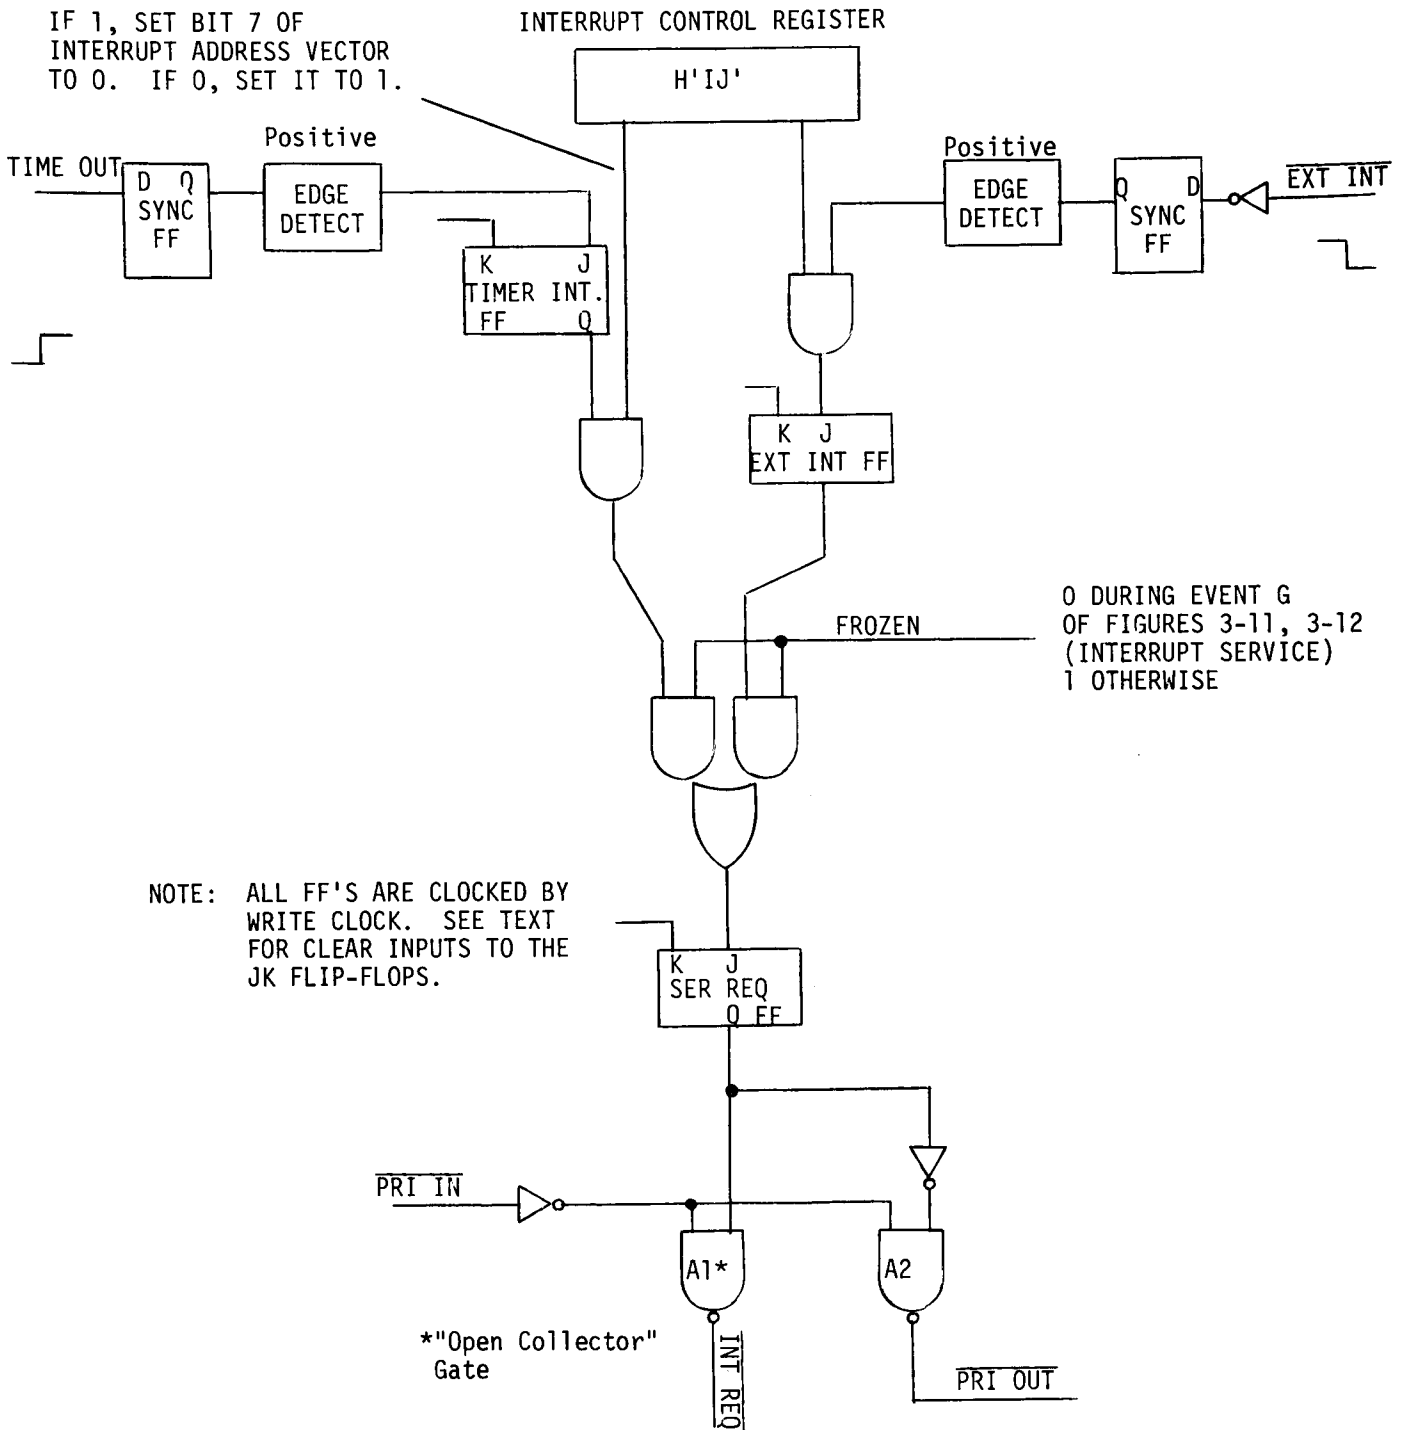 IF 1, SET BIT 7 OF
INTERRUPT ADDRESS VECTOR
TO 0. IF 0, SET IT TO 1.
INTERRUPT CONTROL REGISTER
H'IJ'
Positive
TIME OUT
D Q
SYNC
FF
EDGE
DETECT
K J
TIMER INT.
FF Q
Positive
EDGE
DETECT
Q D
SYNC
FF
EXT INT
K J
EXT INT FF
FROZEN
0 DURING EVENT G
OF FIGURES 3-11, 3-12
(INTERRUPT SERVICE)
1 OTHERWISE
NOTE: ALL FF'S ARE CLOCKED BY
WRITE CLOCK. SEE TEXT
FOR CLEAR INPUTS TO THE
JK FLIP-FLOPS.
K J
SER REQ
Q FF
PRI IN
A1*
A2
*"Open Collector"
Gate
INT REQ
PRI OUT